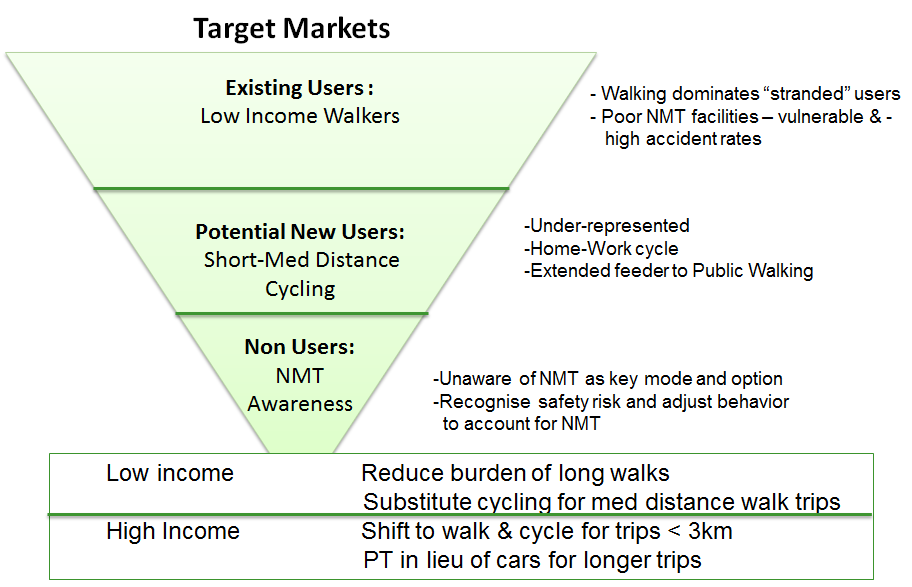 Target Markets
Existing Users :
Low Income Walkers
- Walking dominates “stranded” users
- Poor NMT facilities – vulnerable & -
high accident rates
Potential New Users:
Short-Med Distance
Cycling
-Under-represented
-Home-Work cycle
-Extended feeder to Public Walking
Non Users:
NMT
Awareness
-Unaware of NMT as key mode and option
-Recognise safety risk and adjust behavior
to account for NMT
Low income Reduce burden of long walks
Substitute cycling for med distance walk trips
High Income Shift to walk & cycle for trips < 3km
PT in lieu of cars for longer trips